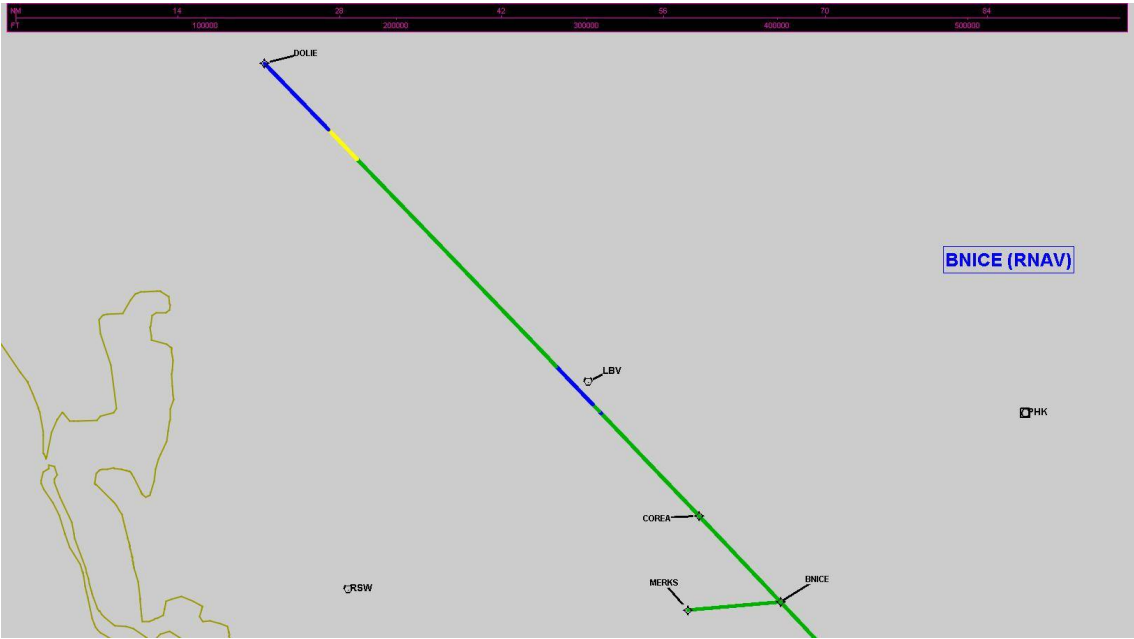 NM 14 28 42 56 70 84
FT 100000 200000 300000 400000 500000
DOLIE
BNICE (RNAV)
LBV
PHK
COREA
MERKS
BNICE
RSW